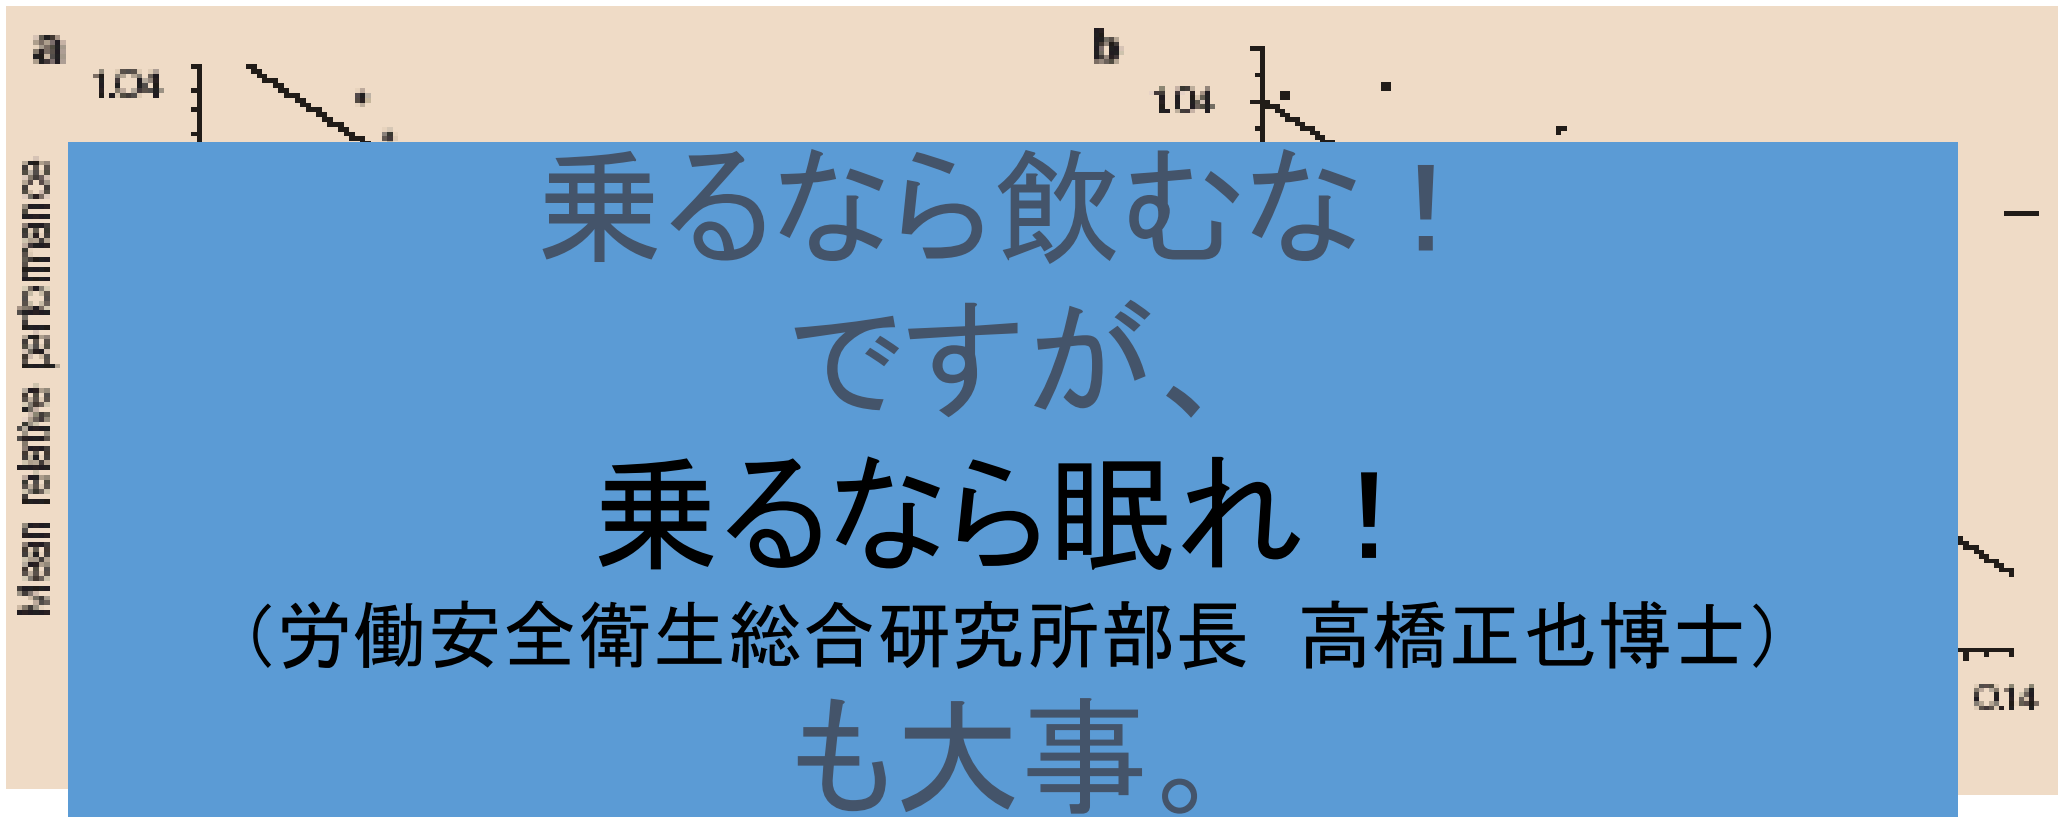 a
b
1.04
1.04
Mean relative performance
乗るなら飲むな！
ですが、
乗るなら眠れ！
（労働安全衛生総合研究所部長　高橋正也博士）
も大事。
0.14